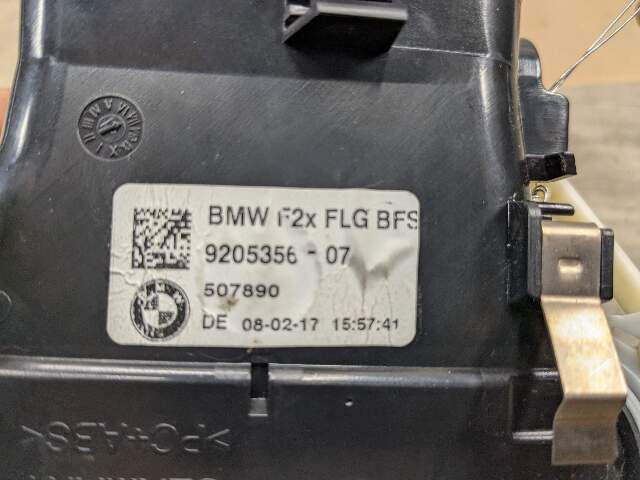 BMW F2x FLG BFS
9205356 - 07
507890
DE 08-02-17 15:57:41
>PC+ABS<